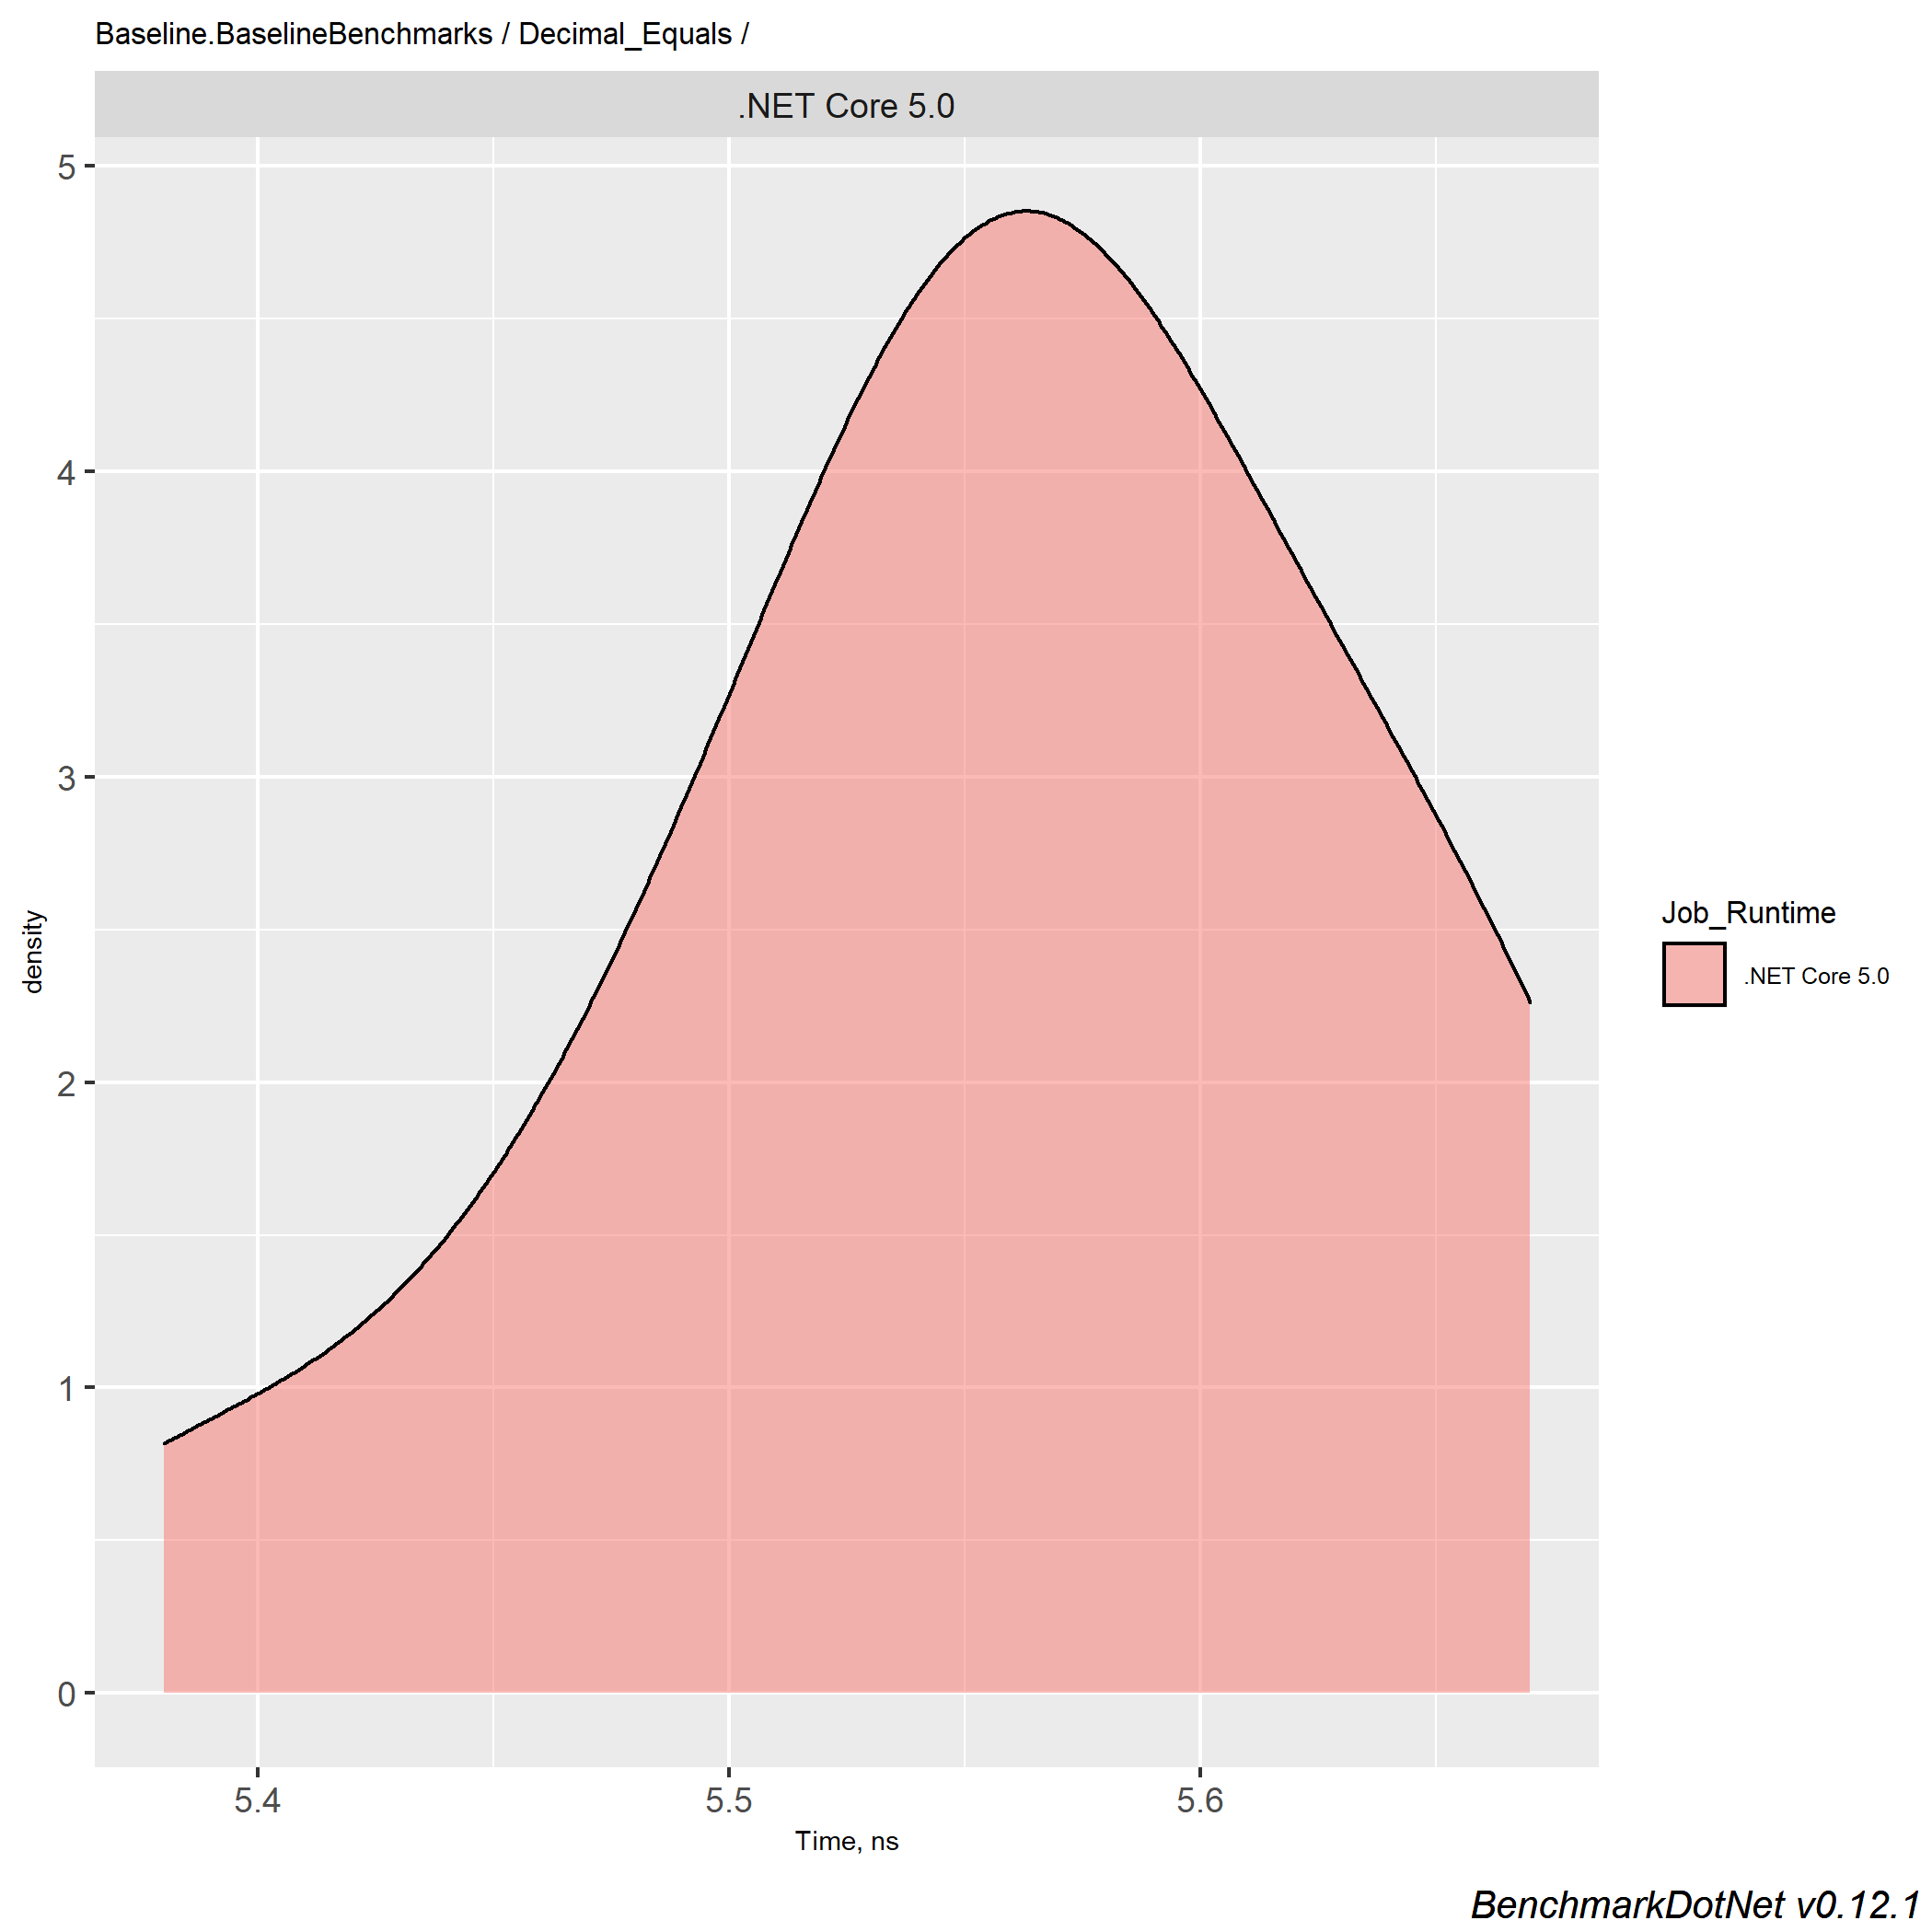 Baseline.BaselineBenchmarks / Decimal_Equals /
.NET Core 5.0
5
4
3
2
1
0
density
5.4 5.5 5.6
Time, ns
Job_Runtime
.NET Core 5.0
BenchmarkDotNet v0.12.1